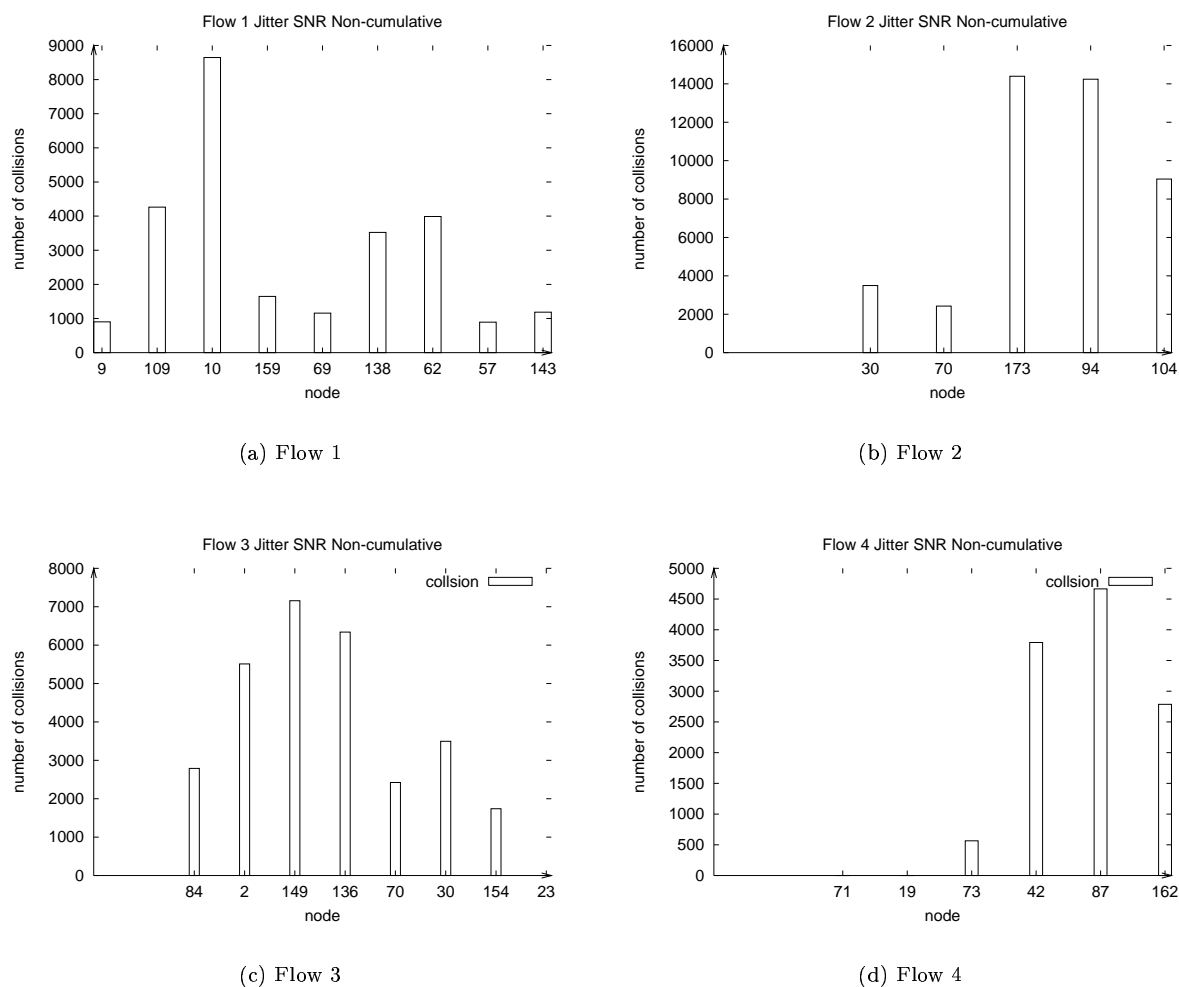 Flow 1 Jitter SNR Non-cumulative
9000
8000
7000
6000
5000
4000
3000
2000
1000
0
number of collisions
9 109 10 159 69 138 62 57 143
node
(a) Flow 1
Flow 2 Jitter SNR Non-cumulative
16000
14000
12000
10000
8000
6000
4000
2000
0
number of collisions
30 70 173 94 104
node
(b) Flow 2
Flow 3 Jitter SNR Non-cumulative
collsion
8000
7000
6000
5000
4000
3000
2000
1000
0
number of collisions
84 2 149 136 70 30 154 23
node
(c) Flow 3
Flow 4 Jitter SNR Non-cumulative
collsion
5000
4500
4000
3500
3000
2500
2000
1500
1000
500
0
number of collisions
71 19 73 42 87 162
node
(d) Flow 4